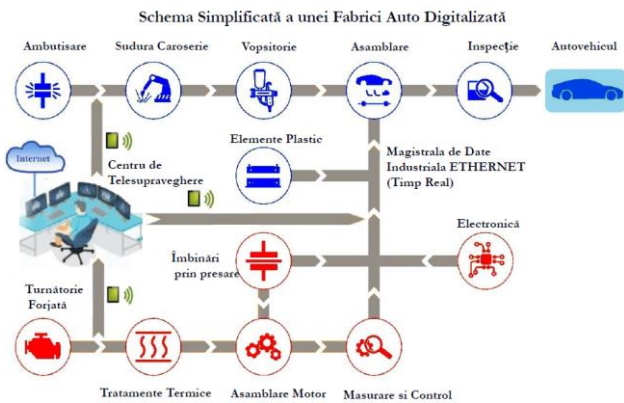 Schema Simplificată a unei Fabrici Auto Digitalizată
Ambutisare
Sudura Caroserie
Vopsitorie
Asamblare
Inspecție
Autovehicul
Internet
Centru de
Telesupraveghere
Elemente Plastic
Magistrala de Date
Industriala ETHERNET
(Timp Real)
Electronică
Îmbinări
prin presare
Turnătorie
Forjată
Tratamente Termice
Asamblare Motor
Masurare si Control